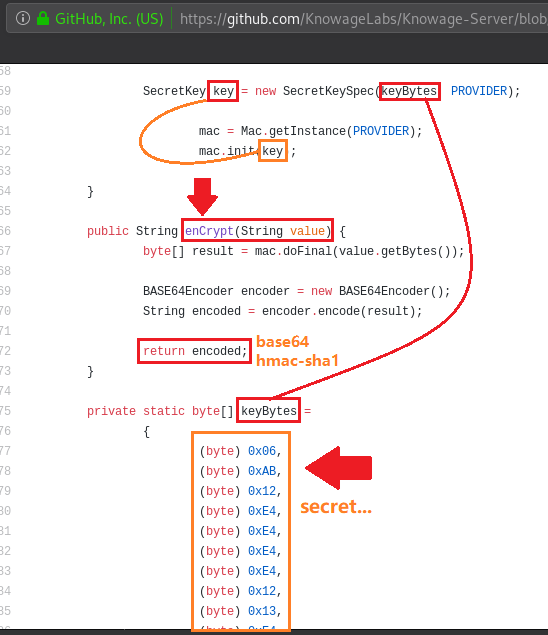 GitHub, Inc. (US) https://github.com/KnowageLabs/Knowage-Server/blob
58
59 SecretKey key = new SecretKeySpec(keyBytes PROVIDER);
60
61 mac = Mac.getInstance(PROVIDER);
62 mac.init key ;
63
64 }
65
66 public String enCrypt(String value) {
67 byte[] result = mac.doFinal(value.getBytes());
68
69 BASE64Encoder encoder = new BASE64Encoder();
70 String encoded = encoder.encode(result);
71
72 return encoded;
base64
hmac-sha1
73 }
74
75 private static byte[] keyBytes =
76 {
77 (byte) 0x06,
78 (byte) 0xAB,
79 (byte) 0x12,
80 (byte) 0xE4,
secret...
81 (byte) 0xE4,
82 (byte) 0xE4,
83 (byte) 0xE4,
84 (byte) 0x12,
85 (byte) 0x13,
86 (byte) 0xE4,